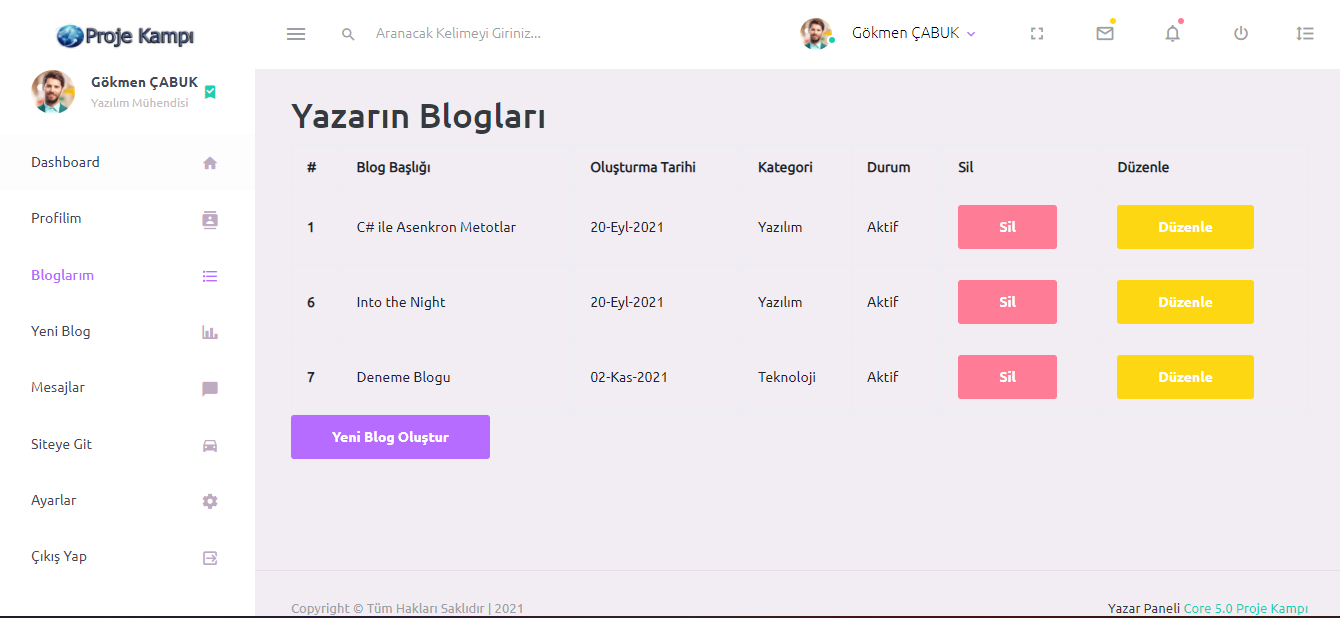 Proje Kampı
Aranacak Kelimeyi Giriniz...
Gökmen ÇABUK
Gökmen ÇABUK
Yazılım Mühendisi
Dashboard
Profilim
Bloglarım
Yeni Blog
Mesajlar
Siteye Git
Ayarlar
Çıkış Yap
Yazarın Blogları
# Blog Başlığı Oluşturma Tarihi Kategori Durum Sil Düzenle
1 C# ile Asenkron Metotlar 20-Eyl-2021 Yazılım Aktif Sil Düzenle
6 Into the Night 20-Eyl-2021 Yazılım Aktif Sil Düzenle
7 Deneme Blogu 02-Kas-2021 Teknoloji Aktif Sil Düzenle
Yeni Blog Oluştur
Copyright © Tüm Hakları Saklıdır | 2021
Yazar Paneli Core 5.0 Proje Kampı